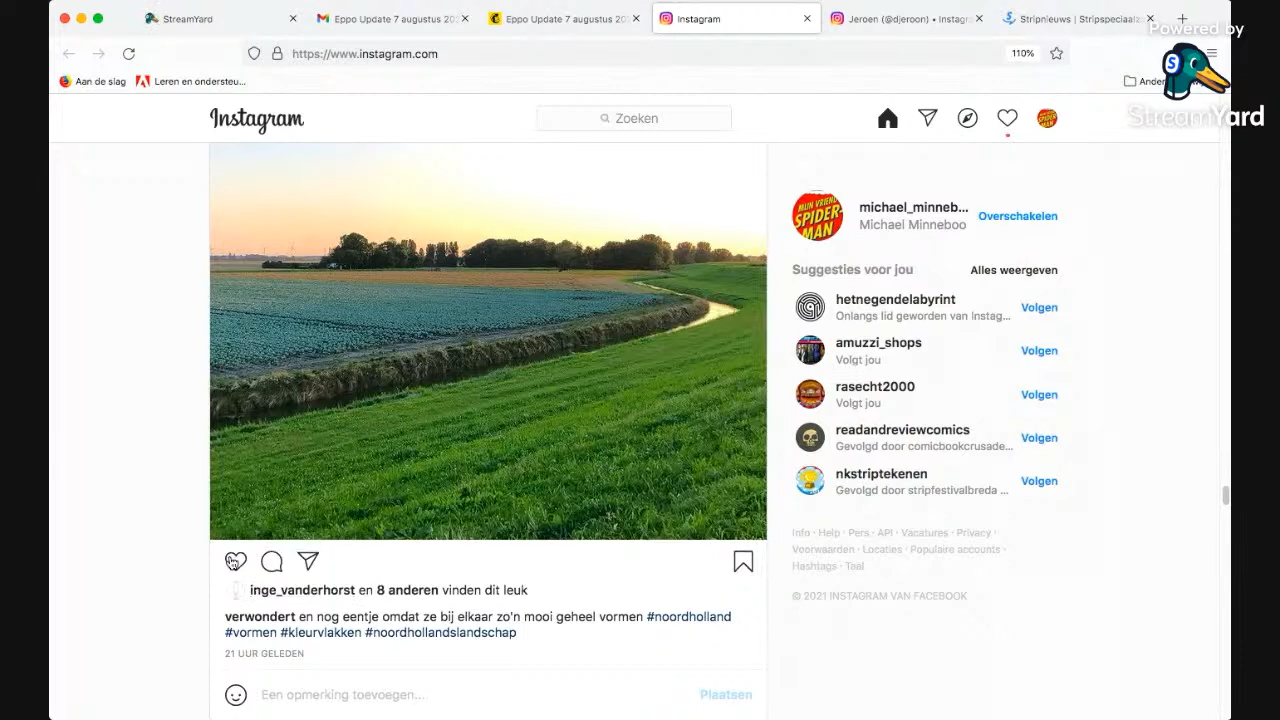 StreamYard
Eppo Update 7 augustus 20
Eppo Update 7 augustus 20
Instagram
Jeroen (@djeroon) • Instagr
Stripnieuws | Stripspeciaalz
Powered by
https://www.instagram.com
110%
Aan de slag
Leren en ondersteu...
Ander
StreamYard
Instagram
Zoeken
MIJN VRIEND
SPIDER-
MAN
michael_minneb...
Overschakelen
Michael Minneboo
Suggesties voor jou
Alles weergeven
hetnegendelabyrint
Onlangs lid geworden van Instag...
Volgen
amuzzi_shops
Volgt jou
Volgen
rasecht2000
Volgt jou
Volgen
readandreviewcomics
Gevolgd door comicbookcrusade...
Volgen
nkstriptekenen
Gevolgd door stripfestivalbreda ...
Volgen
Info · Help · Pers · API · Vacatures · Privacy ·
Voorwaarden · Locaties · Populaire accounts ·
Hashtags · Taal
© 2021 INSTAGRAM VAN FACEBOOK
inge_vanderhorst en 8 anderen vinden dit leuk
verwondert en nog eentje omdat ze bij elkaar zo'n mooi geheel vormen #noordholland
#vormen #kleurvlakken #noordhollandslandschap
21 UUR GELEDEN
Een opmerking toevoegen...
Plaatsen